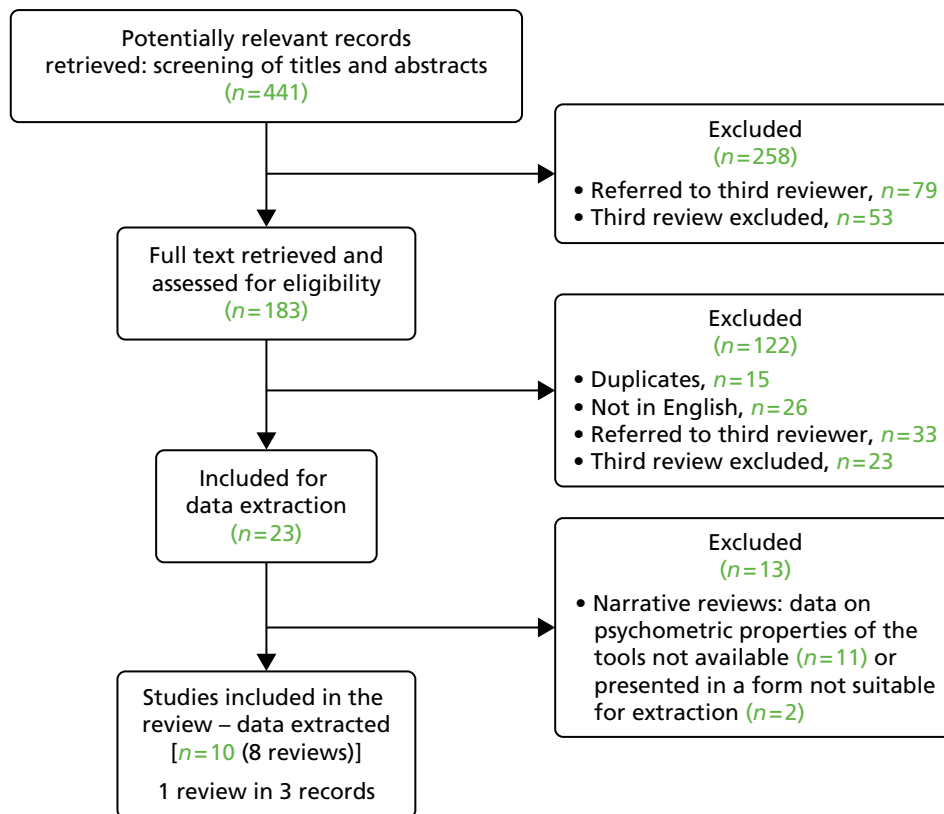 Potentially relevant records
retrieved: screening of titles and abstracts
(n=441)
Excluded
(n=258)
• Referred to third reviewer, n=79
• Third review excluded, n=53
Full text retrieved and
assessed for eligibility
(n=183)
Excluded
(n=122)
• Duplicates, n=15
• Not in English, n=26
• Referred to third reviewer, n=33
• Third review excluded, n=23
Included for
data extraction
(n=23)
Excluded
(n=13)
• Narrative reviews: data on
psychometric properties of the
tools not available (n=11) or
presented in a form not suitable
for extraction (n=2)
Studies included in the
review – data extracted
[n=10 (8 reviews)]
1 review in 3 records